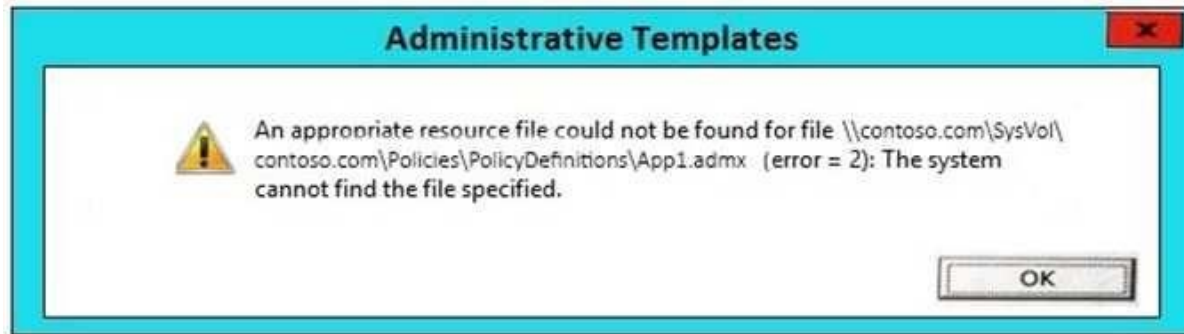 Administrative Templates
An appropriate resource file could not be found for file \\contoso.com\SysVol\
contoso.com\Policies\PolicyDefinitions\App1.admx (error = 2): The system
cannot find the file specified.
OK